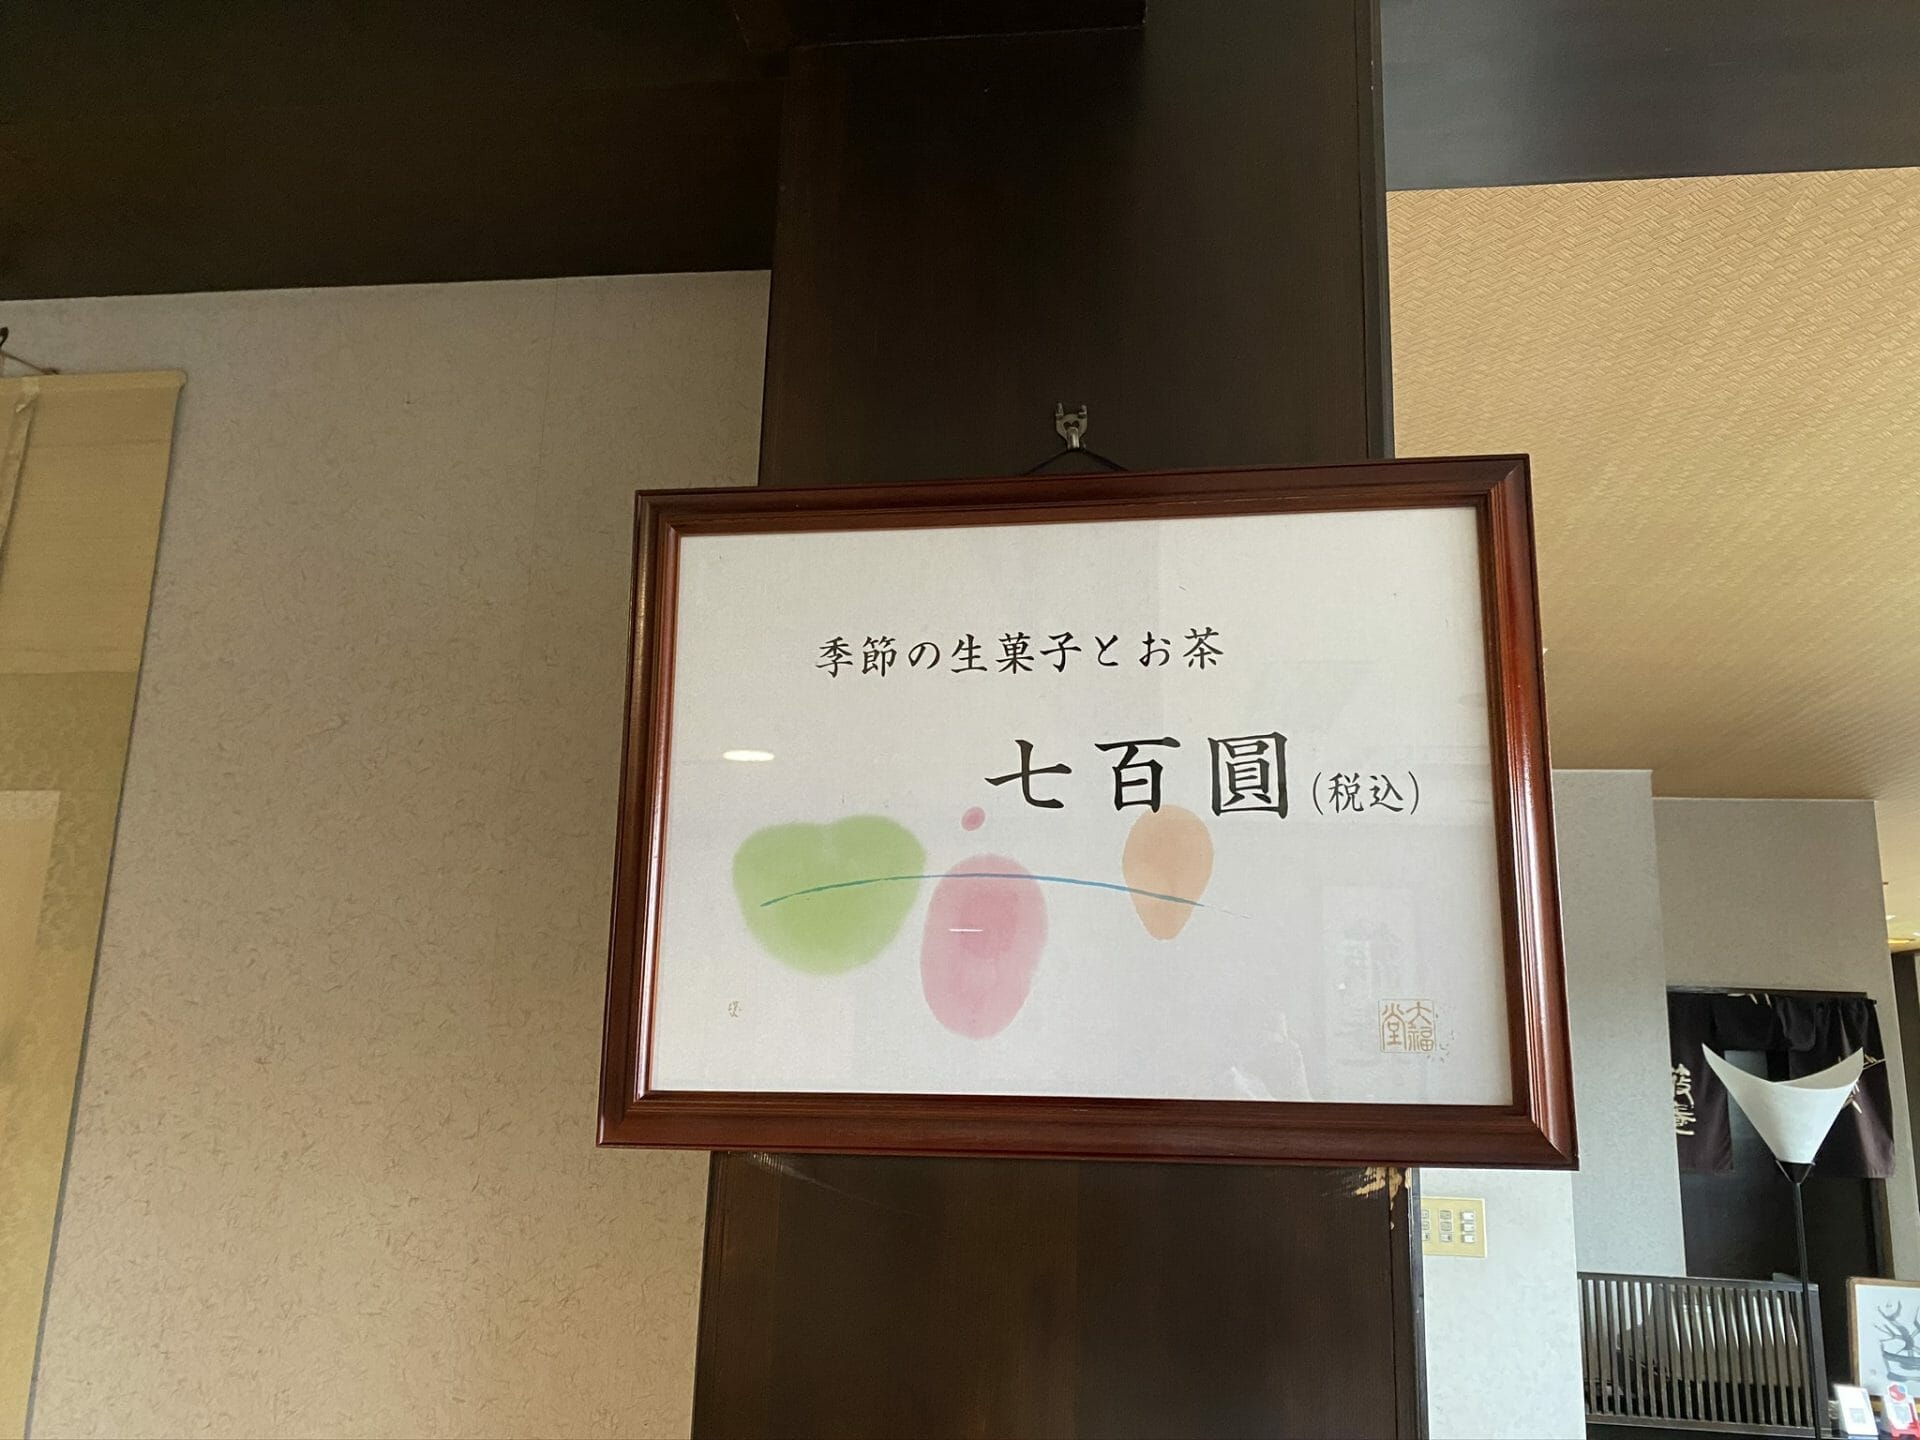 季節の生菓子とお茶
七百圓(税込)
大福堂